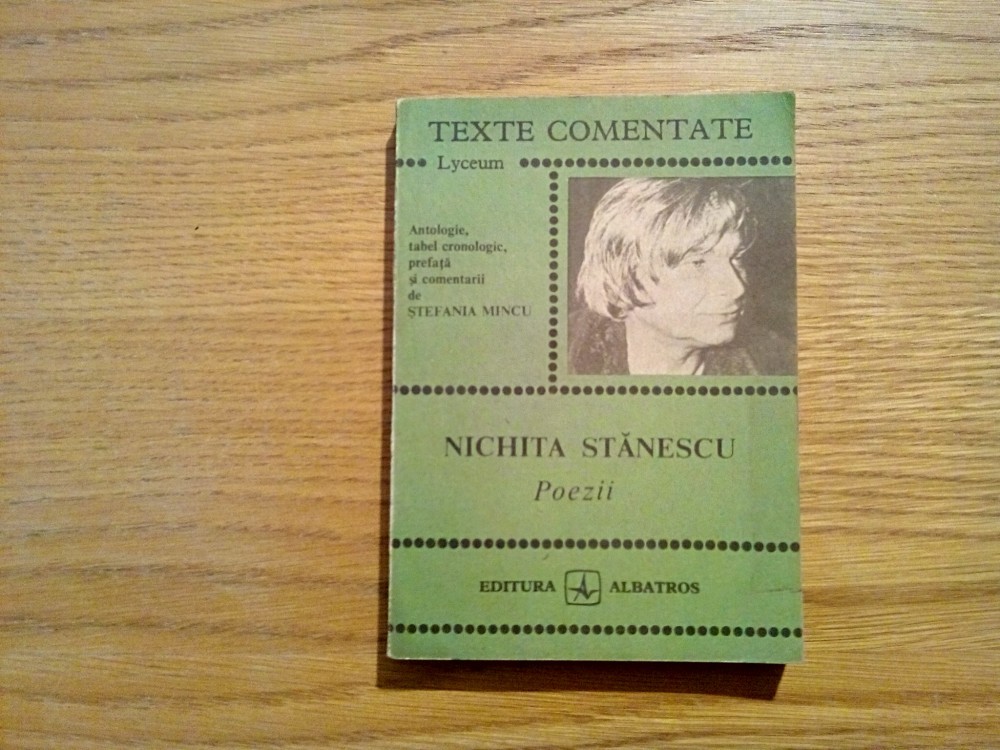 TEXTE COMENTATE
Lyceum
Antologie,
tabel cronologic,
prefață
și comentarii
de
ȘTEFANIA MINCU
NICHITA STĂNESCU
Poezii
EDITURA ALBATROS